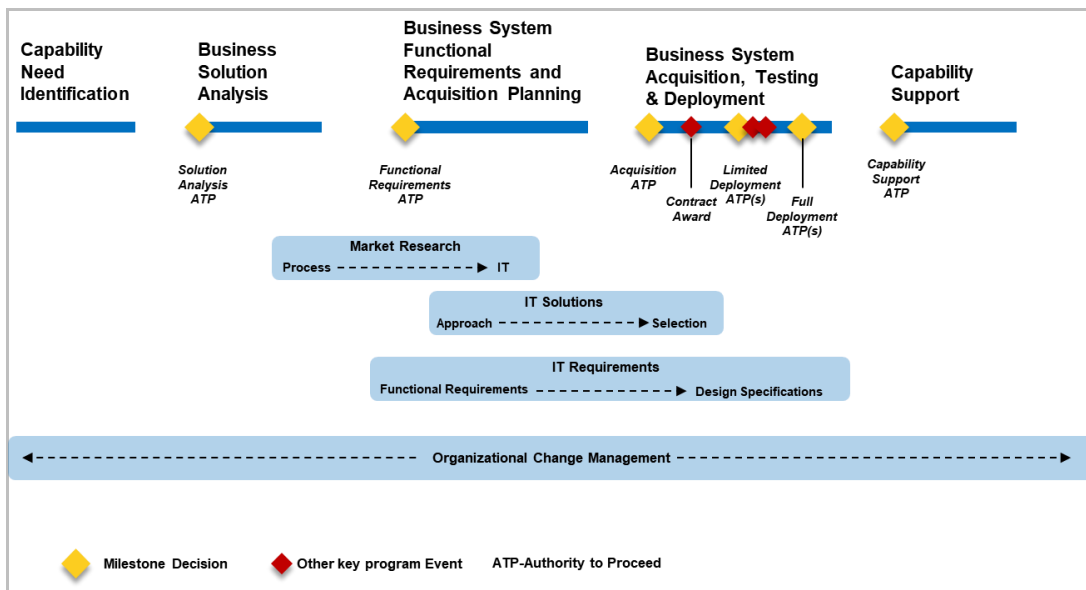 Capability
Need
Identification
Business
Solution
Analysis
Business System
Functional
Requirements and
Acquisition Planning
Business System
Acquisition, Testing
& Deployment
Capability
Support
Solution
Analysis
ATP
Functional
Requirements
ATP
Acquisition
ATP
Contract
Award
Limited
Deployment
ATP(s)
Full
Deployment
ATP(s)
Capability
Support
ATP
Market Research
Process IT
IT Solutions
Approach Selection
IT Requirements
Functional Requirements Design Specifications
Organizational Change Management
Milestone Decision Other key program Event ATP-Authority to Proceed